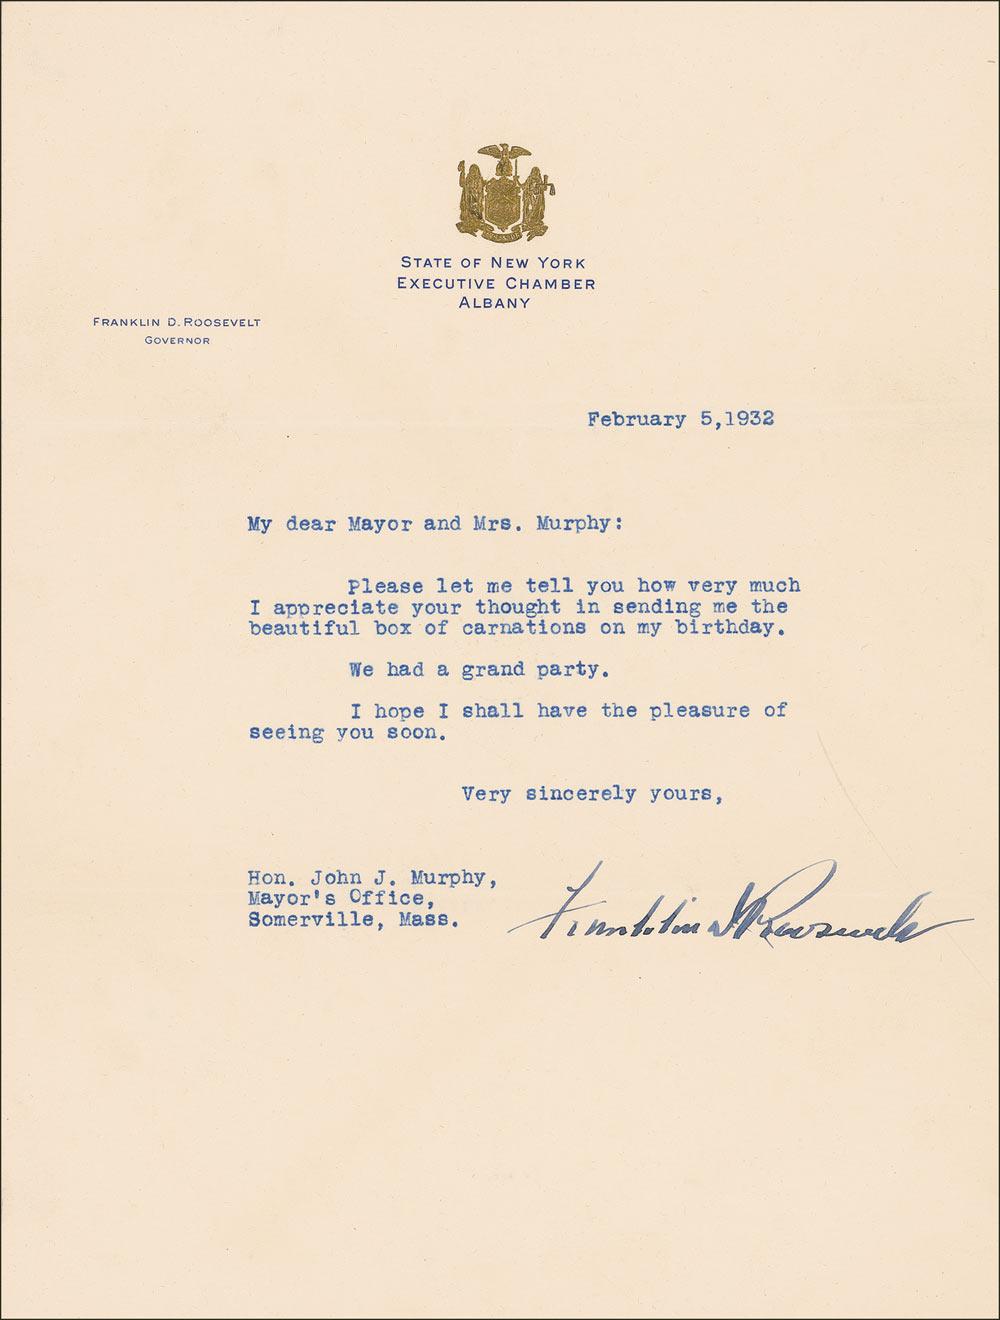 STATE OF NEW YORK
EXECUTIVE CHAMBER
ALBANY
FRANKLIN D. ROOSEVELT
GOVERNOR
February 5,1932
My dear Mayor and Mrs. Murphy:
Please let me tell you how very much
I appreciate your thought in sending me the
beautiful box of carnations on my birthday.
We had a grand party.
I hope I shall have the pleasure of
seeing you soon.
Very sincerely yours,
Hon. John J. Murphy,
Mayor's Office,
Somerville, Mass.
Franklin D Roosevelt